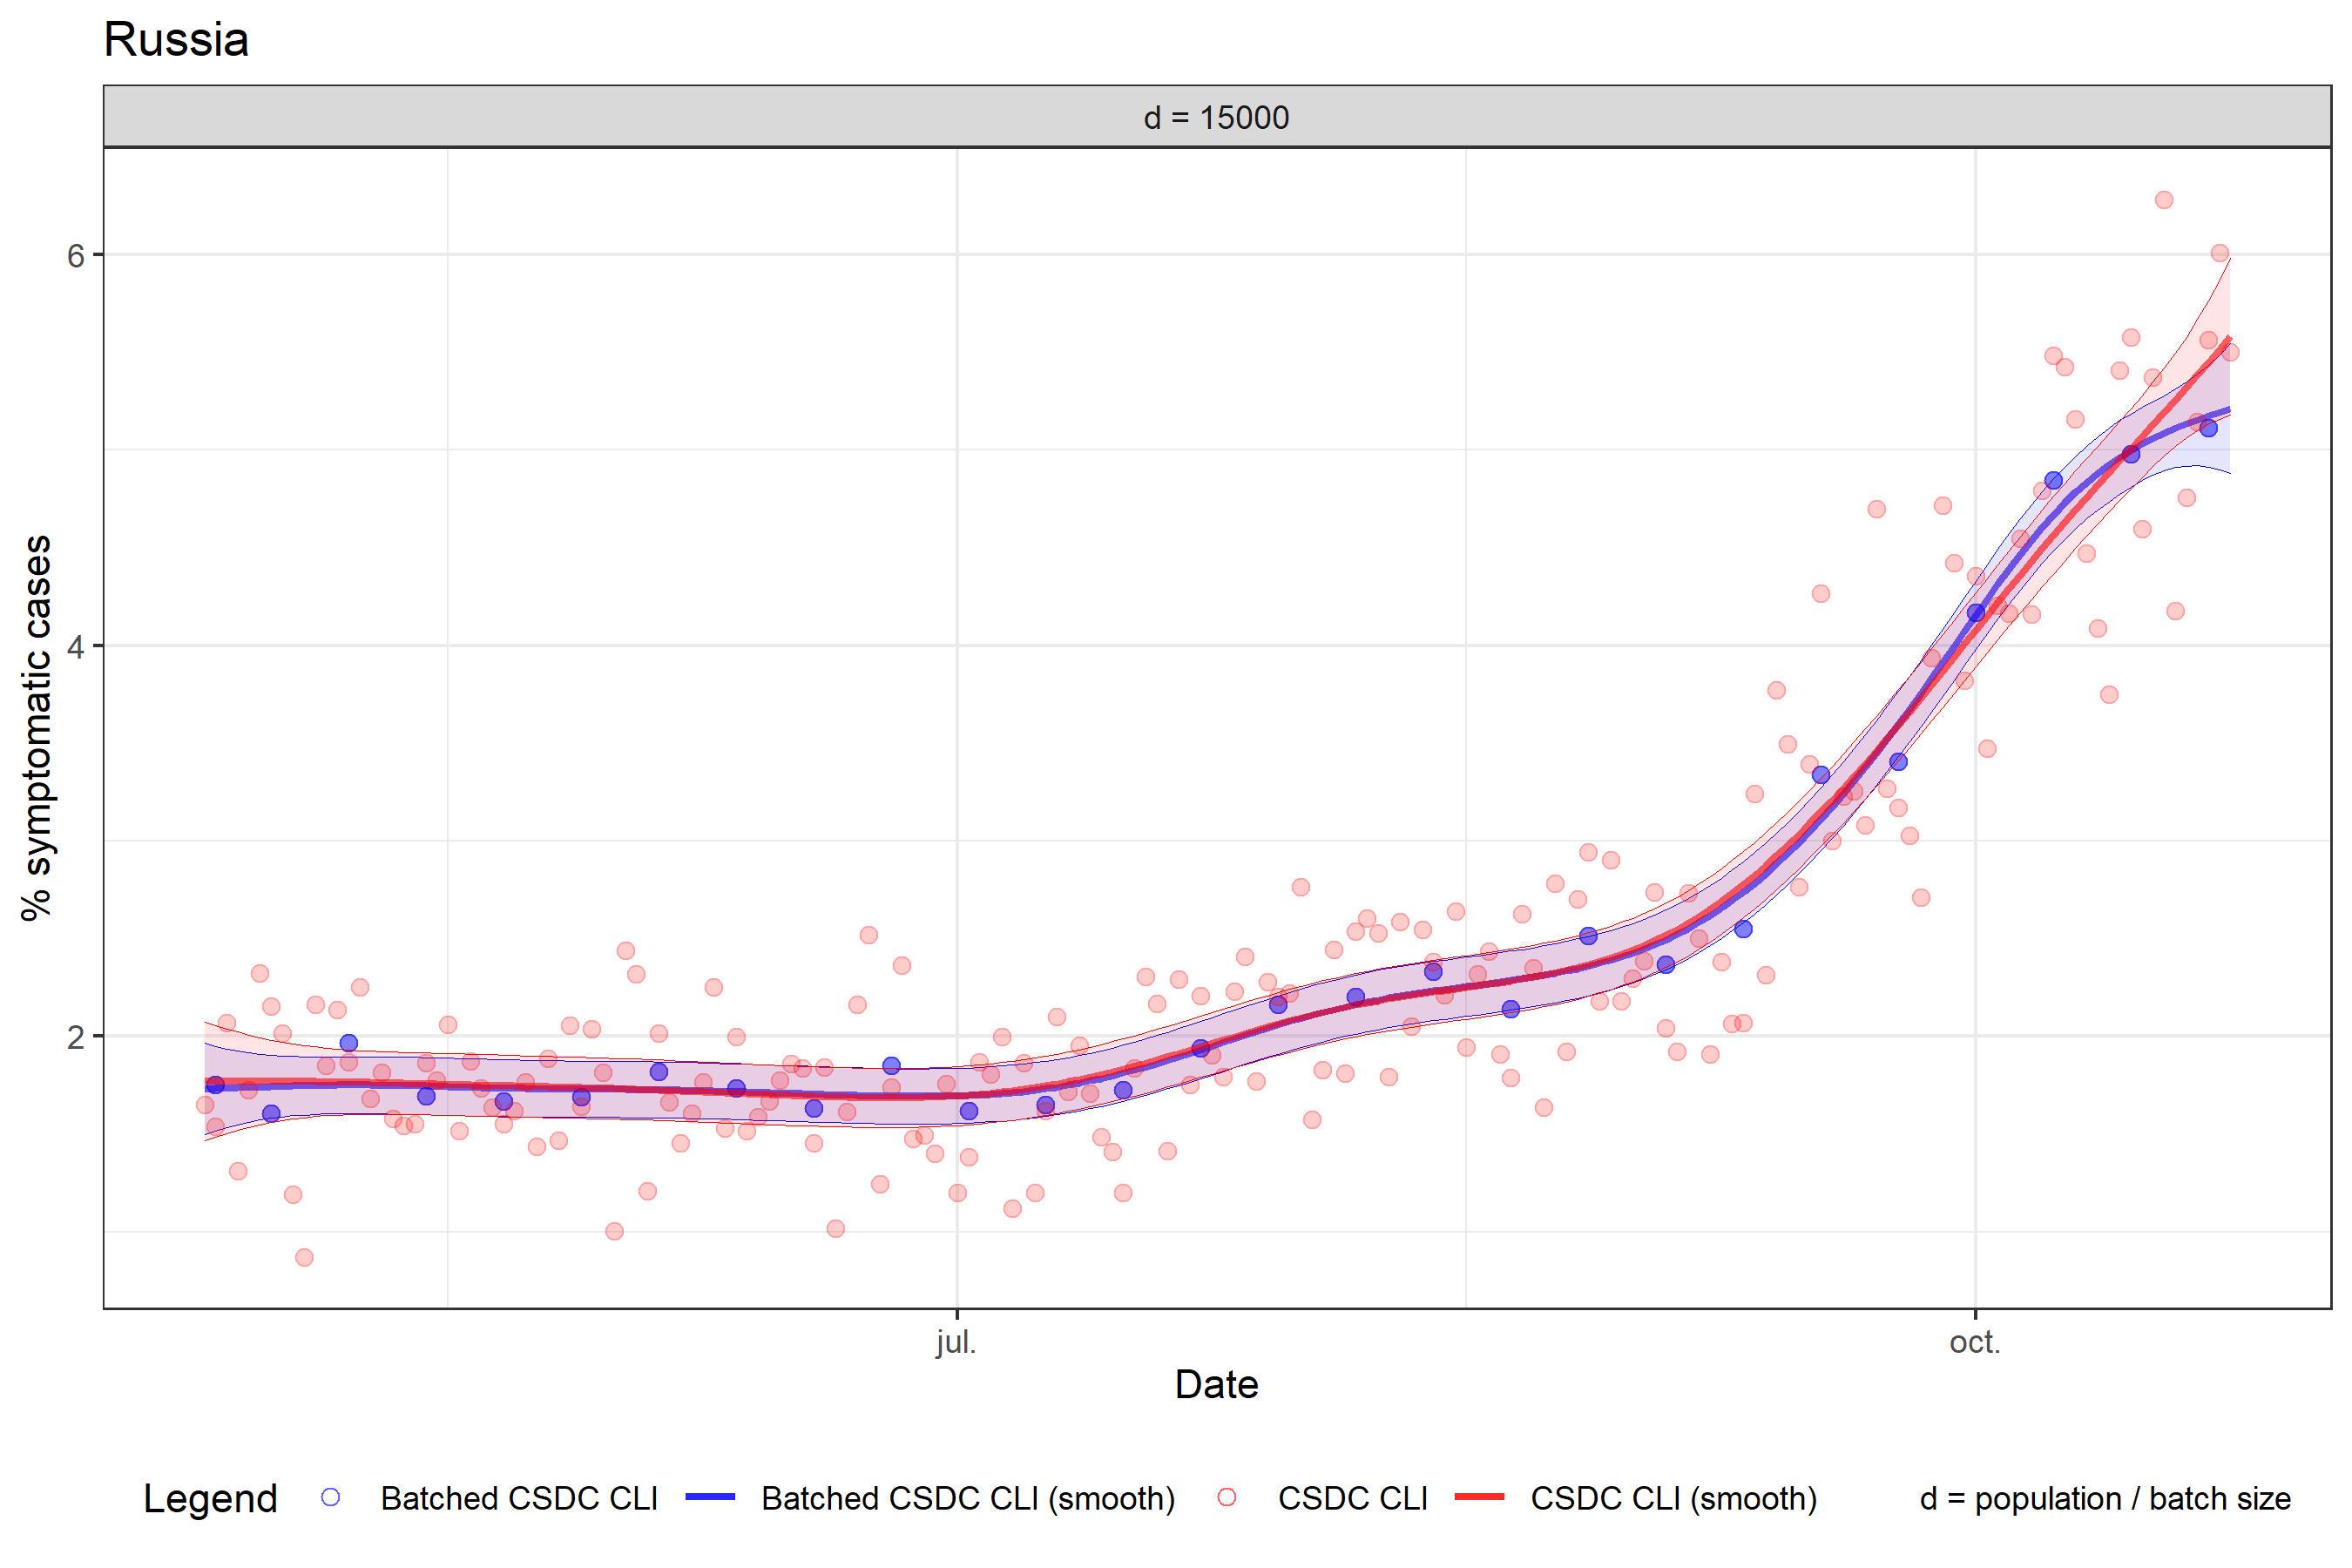 Russia
d = 15000
6
4
2
% symptomatic cases
jul.
oct.
Date
Legend
Batched CSDC CLI
Batched CSDC CLI (smooth)
CSDC CLI
CSDC CLI (smooth)
d = population / batch size